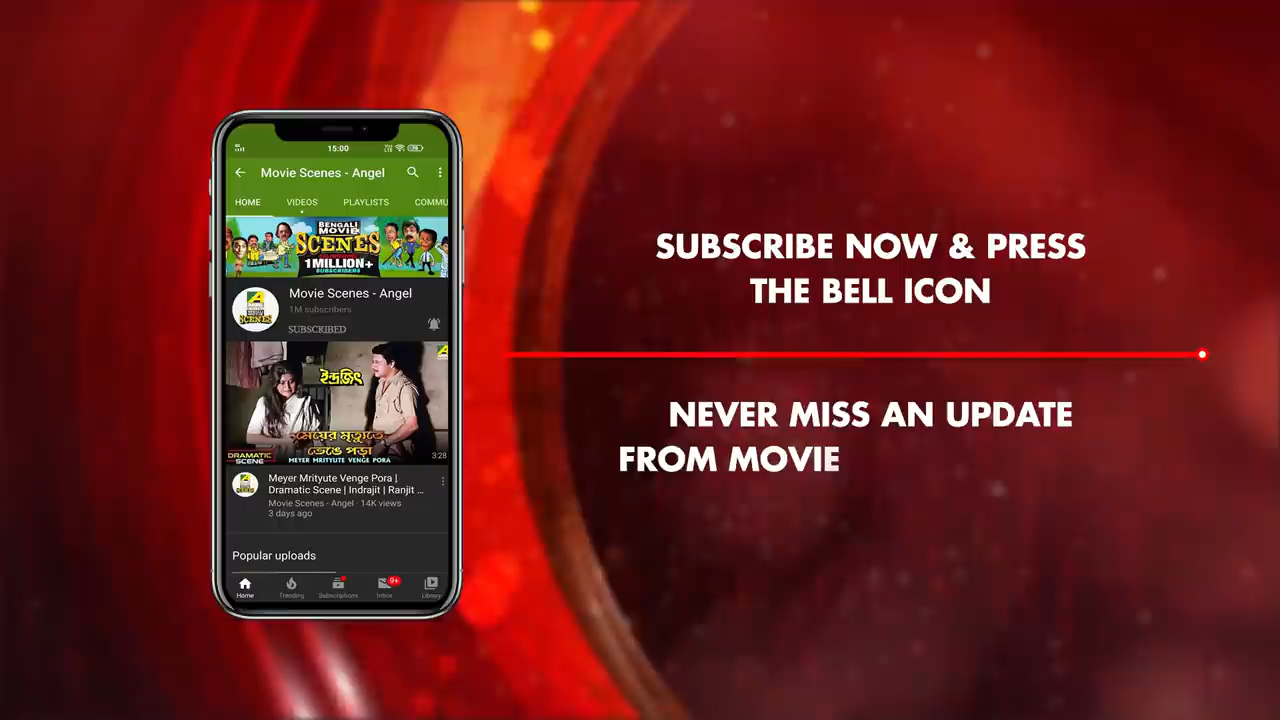 15:00
Movie Scenes - Angel
HOME VIDEOS PLAYLISTS COMMU
BENGALI
MOVIE
SCENES
1 MILLION+
SUBSCRIBERS
Movie Scenes - Angel
1M subscribers
SUBSCRIBED
ইন্দ্রজিৎ
মেয়ের মৃত্যুতে
ভেঙে পড়া
DRAMATIC
SCENE
MEYER MRITYUTE VENGE PORA
3:28
Meyer Mrityute Venge Pora |
Dramatic Scene | Indrajit | Ranjit ...
Movie Scenes - Angel · 14K views
3 days ago
Popular uploads
9+
Home Trending Subscriptions Inbox Library
SUBSCRIBE NOW & PRESS
THE BELL ICON
NEVER MISS AN UPDATE
FROM MOVIE